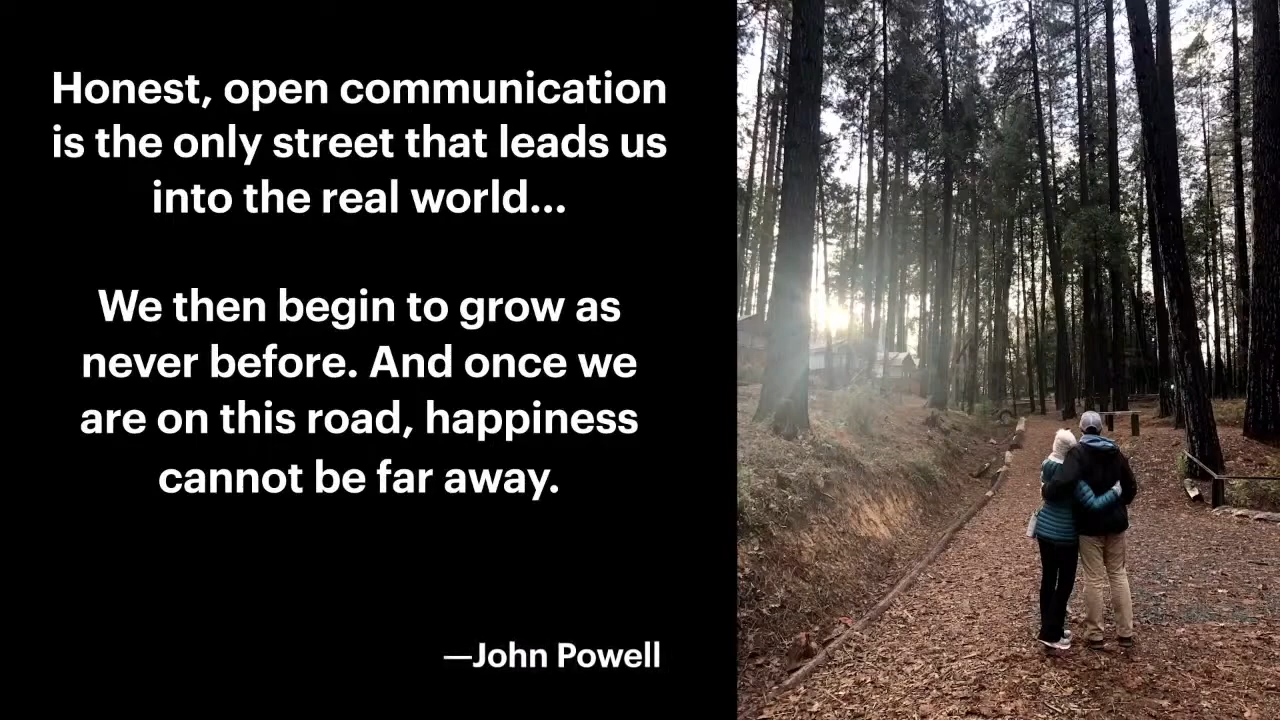 Honest, open communication
is the only street that leads us
into the real world...
We then begin to grow as
never before. And once we
are on this road, happiness
cannot be far away.
—John Powell